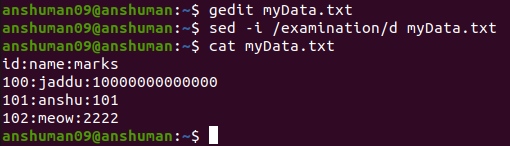 anshuman09@anshuman:~$ gedit myData.txt
anshuman09@anshuman:~$ sed -i /examination/d myData.txt
anshuman09@anshuman:~$ cat myData.txt
id:name:marks
100:jaddu:10000000000000
101:anshu:101
102:meow:2222
anshuman09@anshuman:~$